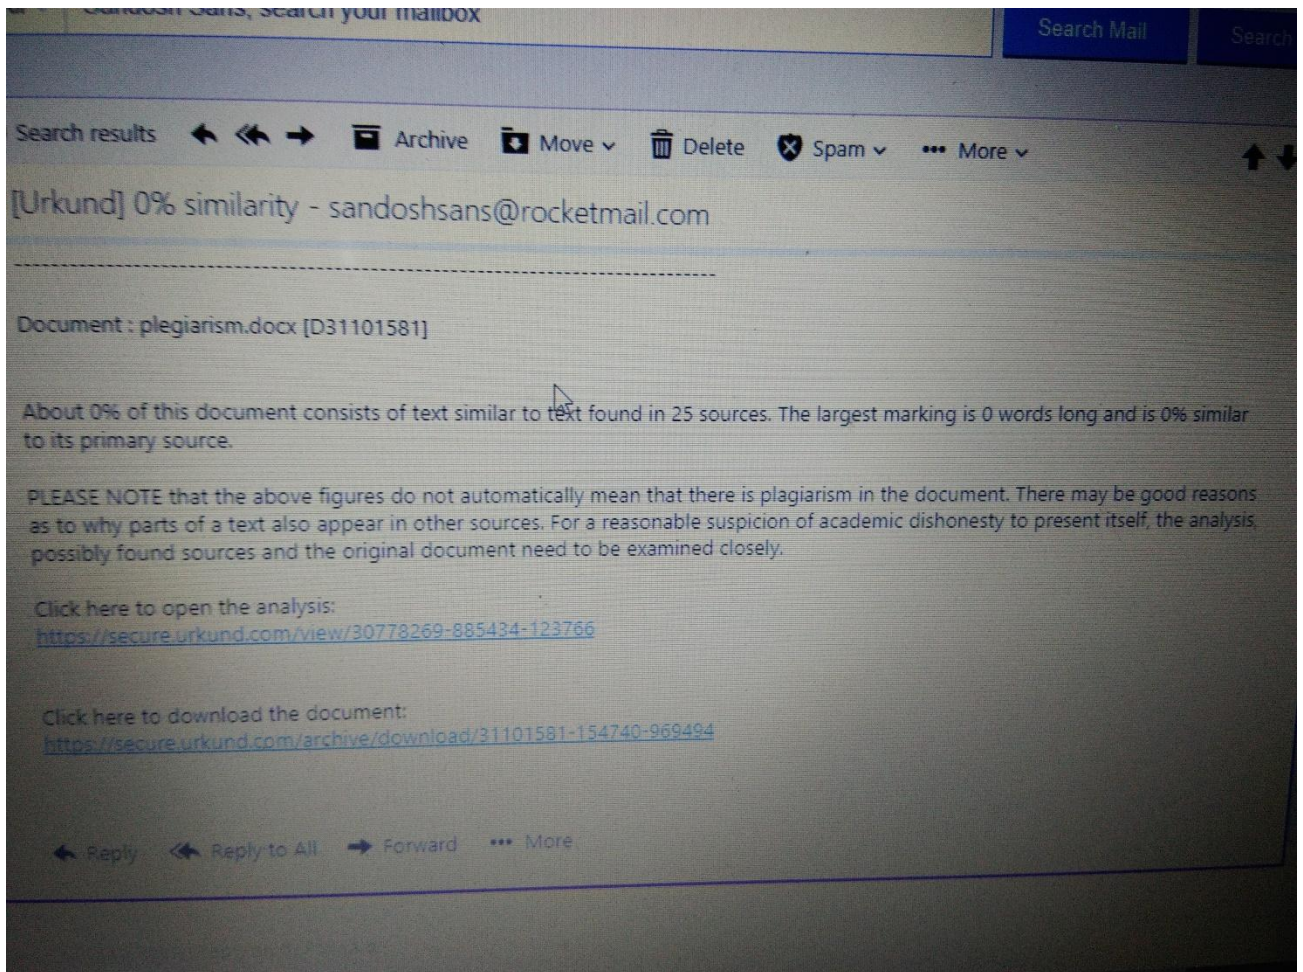 Sandosh Sans, search your mailbox
Search Mail
Search
Search results Archive Move Delete Spam More
[Urkund] 0% similarity - sandoshsans@rocketmail.com
--------------------------------------------------------------------------------
Document : plegiarism.docx [D31101581]
About 0% of this document consists of text similar to text found in 25 sources. The largest marking is 0 words long and is 0% similar
to its primary source.
PLEASE NOTE that the above figures do not automatically mean that there is plagiarism in the document. There may be good reasons
as to why parts of a text also appear in other sources. For a reasonable suspicion of academic dishonesty to present itself, the analysis,
possibly found sources and the original document need to be examined closely.
Click here to open the analysis:
https://secure.urkund.com/view/30778269-885434-123766
Click here to download the document:
https://secure.urkund.com/archive/download/31101581-154740-969494
Reply Reply to All Forward More